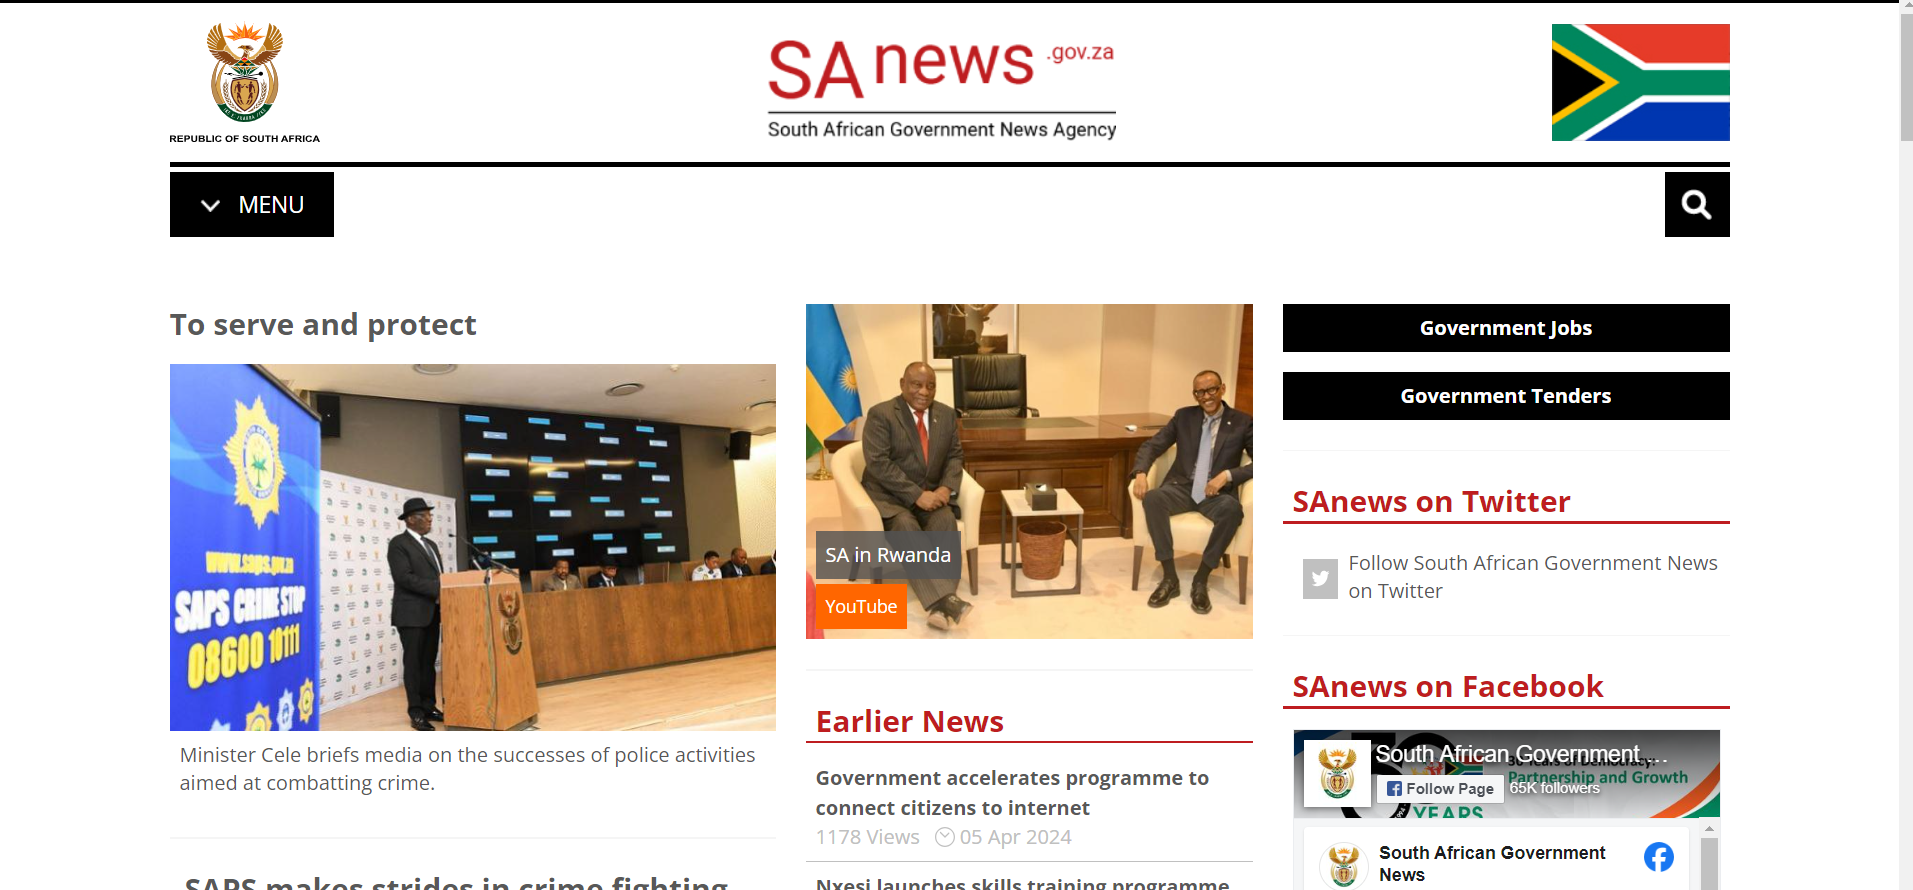 REPUBLIC OF SOUTH AFRICA
SAnews .gov.za
South African Government News Agency
MENU
To serve and protect
www.saps.gov.za
SAPS CRIME STOP
08600 10111
Minister Cele briefs media on the successes of police activities
aimed at combatting crime.
SAPS makes strides in crime fighting
SA in Rwanda
YouTube
Earlier News
Government accelerates programme to
connect citizens to internet
1178 Views 05 Apr 2024
Nxesi launches skills training programme
Government Jobs
Government Tenders
SAnews on Twitter
Follow South African Government News
on Twitter
SAnews on Facebook
South African Government ...
30 Years of Democracy:
Partnership and Growth
Follow Page
65K followers
YEARS
South African Government
News